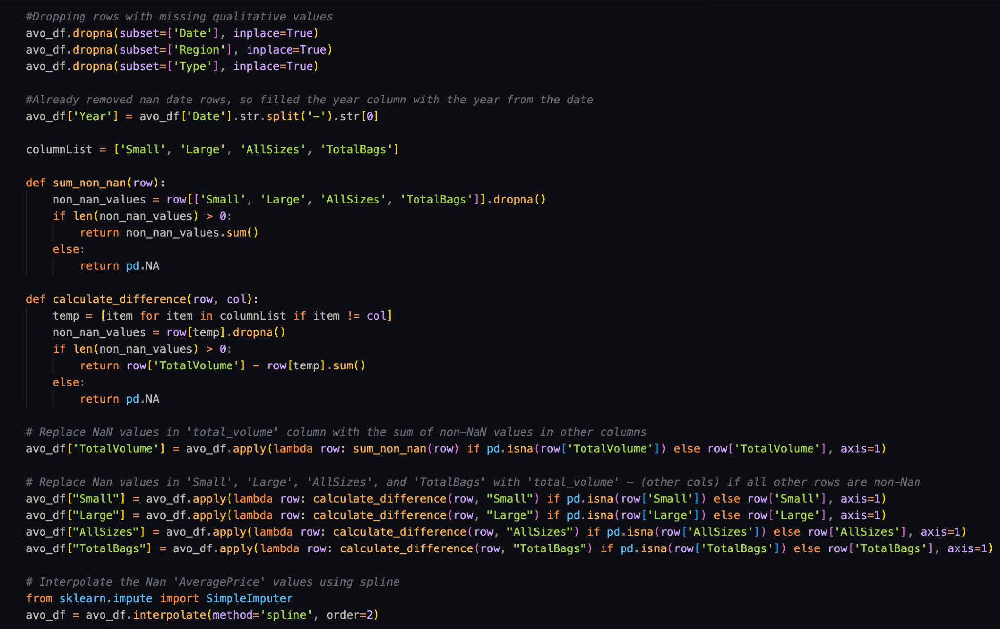 #Dropping rows with missing qualitative values
avo_df.dropna(subset=['Date'], inplace=True)
avo_df.dropna(subset=['Region'], inplace=True)
avo_df.dropna(subset=['Type'], inplace=True)
#Already removed nan date rows, so filled the year column with the year from the date
avo_df['Year'] = avo_df['Date'].str.split('-').str[0]
columnList = ['Small', 'Large', 'AllSizes', 'TotalBags']
def sum_non_nan(row):
    non_nan_values = row[['Small', 'Large', 'AllSizes', 'TotalBags']].dropna()
    if len(non_nan_values) > 0:
        return non_nan_values.sum()
    else:
        return pd.NA
def calculate_difference(row, col):
    temp = [item for item in columnList if item != col]
    non_nan_values = row[temp].dropna()
    if len(non_nan_values) > 0:
        return row['TotalVolume'] - row[temp].sum()
    else:
        return pd.NA
# Replace NaN values in 'total_volume' column with the sum of non-NaN values in other columns
avo_df['TotalVolume'] = avo_df.apply(lambda row: sum_non_nan(row) if pd.isna(row['TotalVolume']) else row['TotalVolume'], axis=1)
# Replace Nan values in 'Small', 'Large', 'AllSizes', and 'TotalBags' with 'total_volume' - (other cols) if all other rows are non-Nan
avo_df["Small"] = avo_df.apply(lambda row: calculate_difference(row, "Small") if pd.isna(row['Small']) else row['Small'], axis=1)
avo_df["Large"] = avo_df.apply(lambda row: calculate_difference(row, "Large") if pd.isna(row['Large']) else row['Large'], axis=1)
avo_df["AllSizes"] = avo_df.apply(lambda row: calculate_difference(row, "AllSizes") if pd.isna(row['AllSizes']) else row['AllSizes'], axis=1)
avo_df["TotalBags"] = avo_df.apply(lambda row: calculate_difference(row, "TotalBags") if pd.isna(row['TotalBags']) else row['TotalBags'], axis=1)
# Interpolate the Nan 'AveragePrice' values using spline
from sklearn.impute import SimpleImputer
avo_df = avo_df.interpolate(method='spline', order=2)